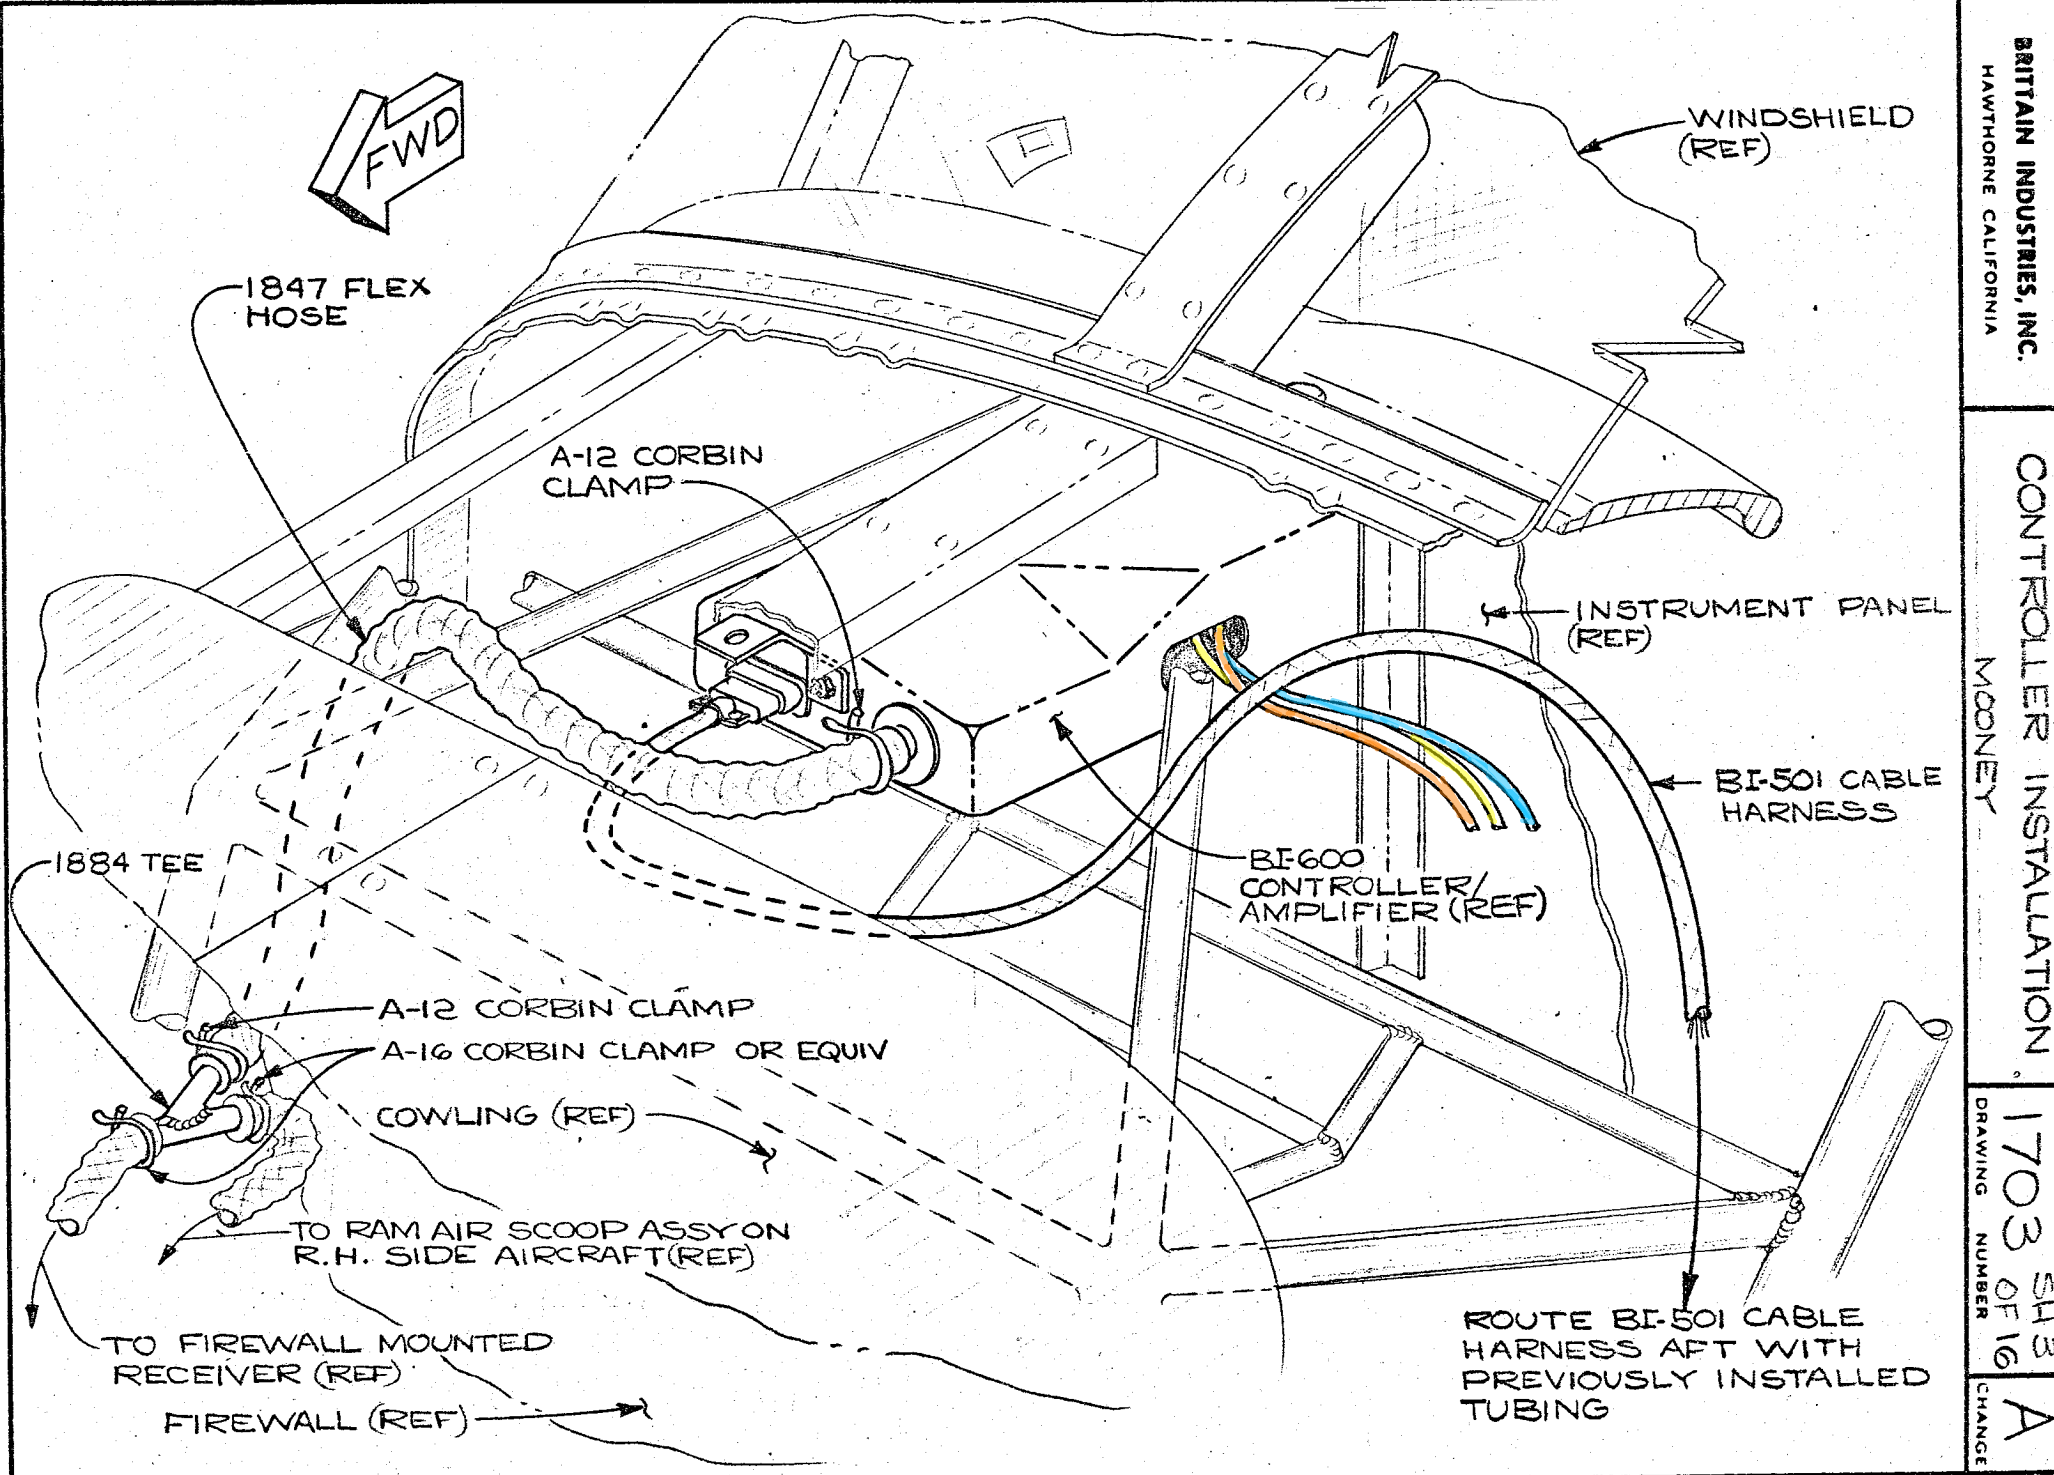 FWD
WINDSHIELD
(REF)
1847 FLEX
HOSE
A-12 CORBIN
CLAMP
INSTRUMENT PANEL
(REF)
BI-501 CABLE
HARNESS
1884 TEE
BI-600
CONTROLLER/
AMPLIFIER (REF)
A-12 CORBIN CLAMP
A-16 CORBIN CLAMP OR EQUIV
COWLING (REF)
TO RAM AIR SCOOP ASSY ON
R.H. SIDE AIRCRAFT (REF)
TO FIREWALL MOUNTED
RECEIVER (REF)
FIREWALL (REF)
ROUTE BI-501 CABLE
HARNESS AFT WITH
PREVIOUSLY INSTALLED
TUBING
BRITTAIN INDUSTRIES, INC.
HAWTHORNE CALIFORNIA
CONTROLLER INSTALLATION
MOONEY
1703 SH 3
OF 16
DRAWING NUMBER
A
CHANGE